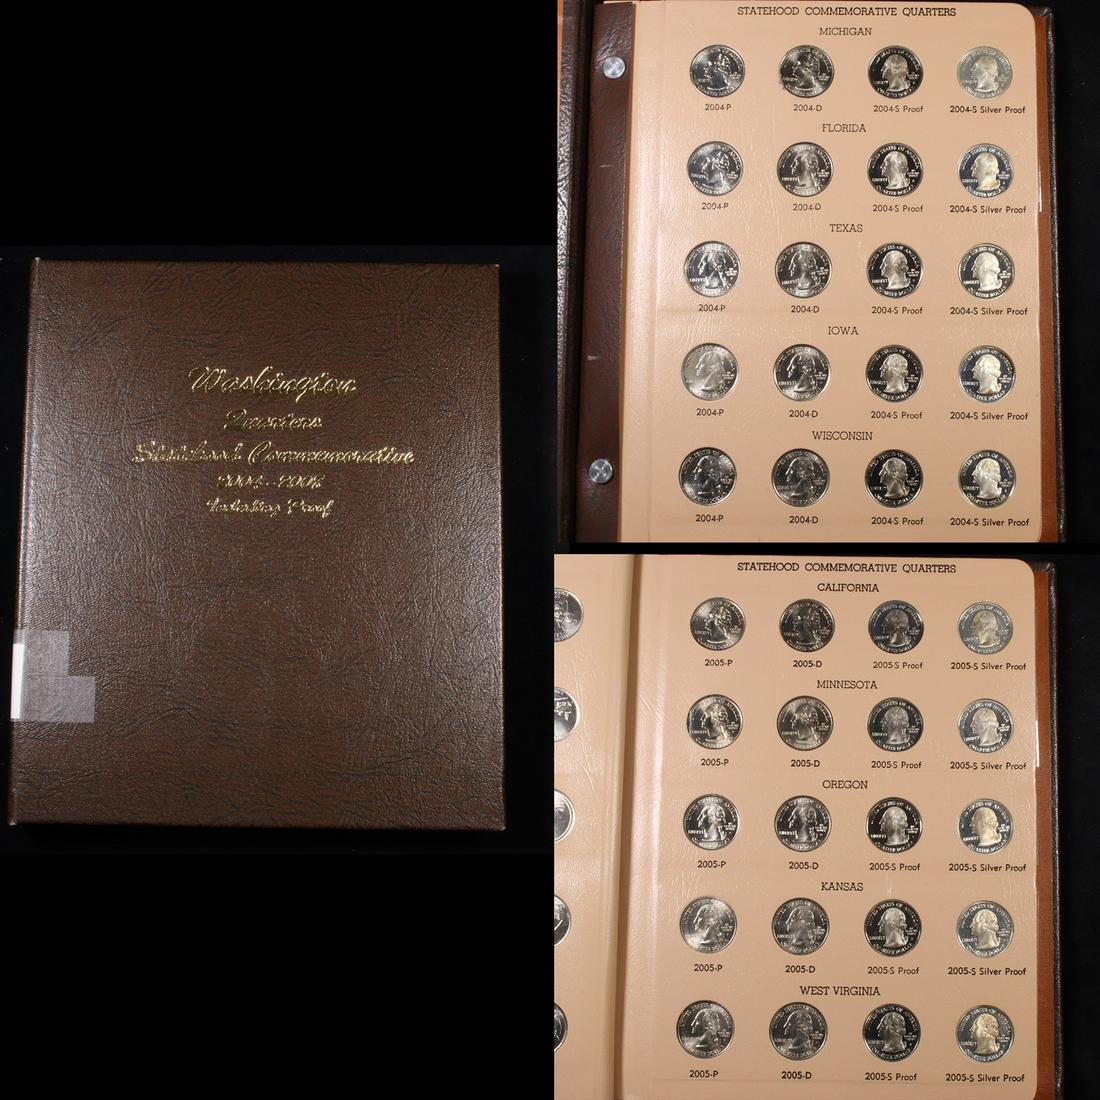 Washington
Quarters
Statehood Commemorative
2004-2008
Including Proof
STATEHOOD COMMEMORATIVE QUARTERS
MICHIGAN
2004-P 2004-D 2004-S Proof 2004-S Silver Proof
FLORIDA
2004-P 2004-D 2004-S Proof 2004-S Silver Proof
TEXAS
2004-P 2004-D 2004-S Proof 2004-S Silver Proof
IOWA
2004-P 2004-D 2004-S Proof 2004-S Silver Proof
WISCONSIN
2004-P 2004-D 2004-S Proof 2004-S Silver Proof
STATEHOOD COMMEMORATIVE QUARTERS
CALIFORNIA
2005-P 2005-D 2005-S Proof 2005-S Silver Proof
MINNESOTA
2005-P 2005-D 2005-S Proof 2005-S Silver Proof
OREGON
2005-P 2005-D 2005-S Proof 2005-S Silver Proof
KANSAS
2005-P 2005-D 2005-S Proof 2005-S Silver Proof
WEST VIRGINIA
2005-P 2005-D 2005-S Proof 2005-S Silver Proof